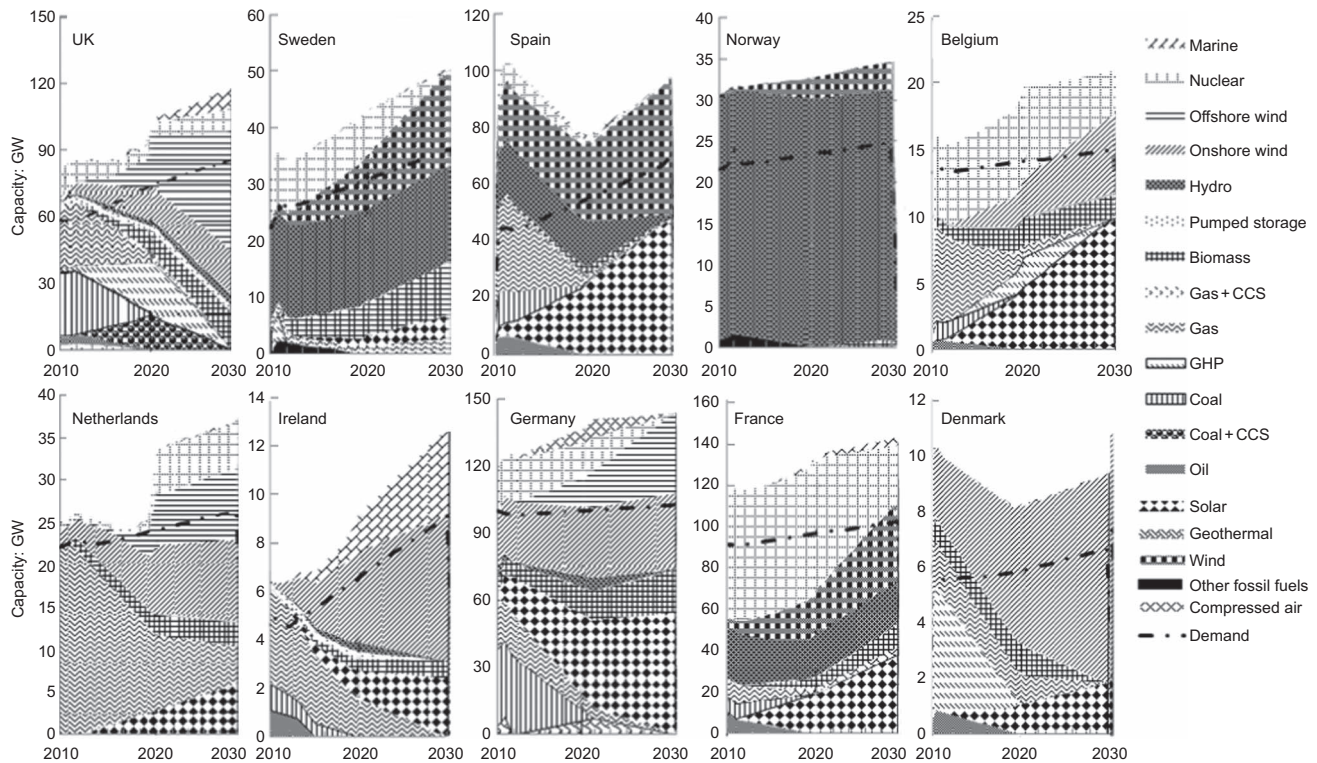 UK
Sweden
Spain
Norway
Belgium
Capacity: GW
150
120
90
60
30
0
60
50
40
30
20
10
0
120
100
80
60
40
20
0
40
35
30
25
20
15
10
5
0
25
20
15
10
5
0
2010 2020 2030
2010 2020 2030
2010 2020 2030
2010 2020 2030
2010 2020 2030
Netherlands
Ireland
Germany
France
Denmark
Capacity: GW
40
35
30
25
20
15
10
5
0
14
12
10
8
6
4
2
0
150
120
90
60
30
0
160
140
120
100
80
60
40
20
0
12
10
8
6
4
2
0
2010 2020 2030
2010 2020 2030
2010 2020 2030
2010 2020 2030
2010 2020 2030
Marine
Nuclear
Offshore wind
Onshore wind
Hydro
Pumped storage
Biomass
Gas + CCS
Gas
GHP
Coal
Coal + CCS
Oil
Solar
Geothermal
Wind
Other fossil fuels
Compressed air
Demand